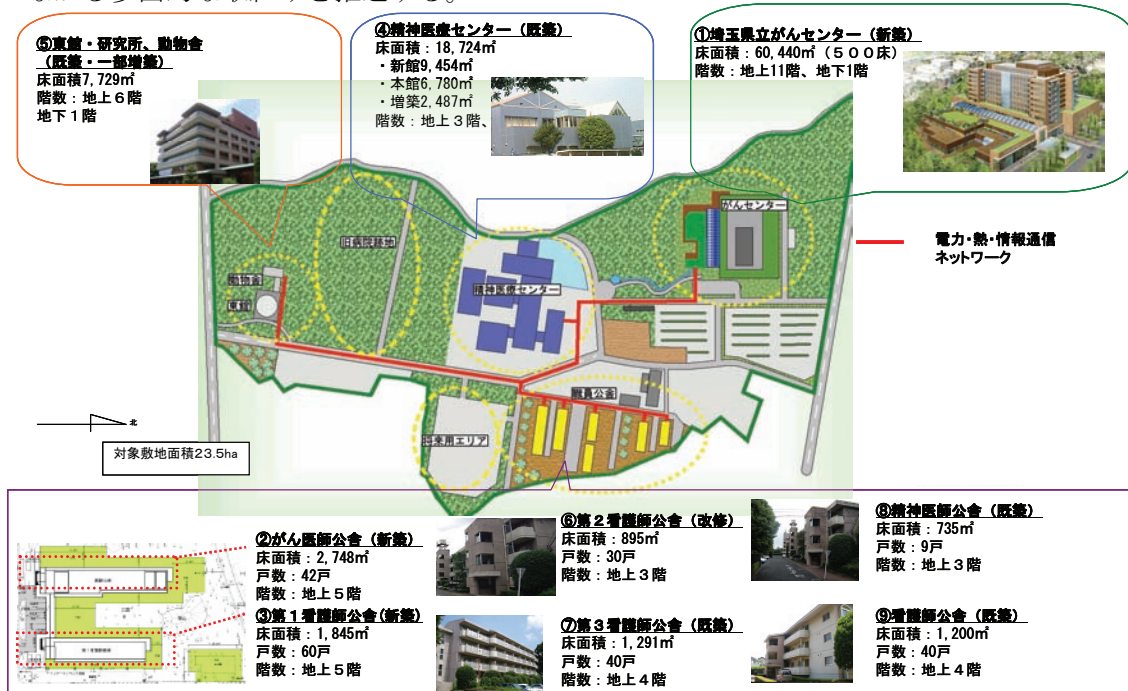 ⑤東館・研究所、動物舎
(既築・一部増築)
床面積7,729㎡
階数：地上６階
地下１階
④精神医療センター（既築）
床面積：18,724㎡
・新館9,454㎡
・本館6,780㎡
・増築2,487㎡
階数：地上３階、
①埼玉県立がんセンター（新築）
床面積：60,440㎡（５００床）
階数：地上11階、地下1階
がんセンター
旧病院跡地
精神医療センター
動物舎
東館
職員公舎
将来用エリア
電力・熱・情報通信
ネットワーク
北
対象敷地面積23.5ha
②がん医師公舎（新築）
床面積：2,748㎡
戸数：42戸
階数：地上５階
③第１看護師公舎(新築）
床面積：1,845㎡
戸数：60戸
階数：地上５階
⑥第２看護師公舎（改修）
床面積：895㎡
戸数：30戸
階数：地上３階
⑦第３看護師公舎（既築）
床面積：1,291㎡
戸数：40戸
階数：地上４階
⑧精神医師公舎（既築）
床面積：735㎡
戸数：9戸
階数：地上３階
⑨看護師公舎（既築）
床面積：1,200㎡
戸数：40戸
階数：地上４階